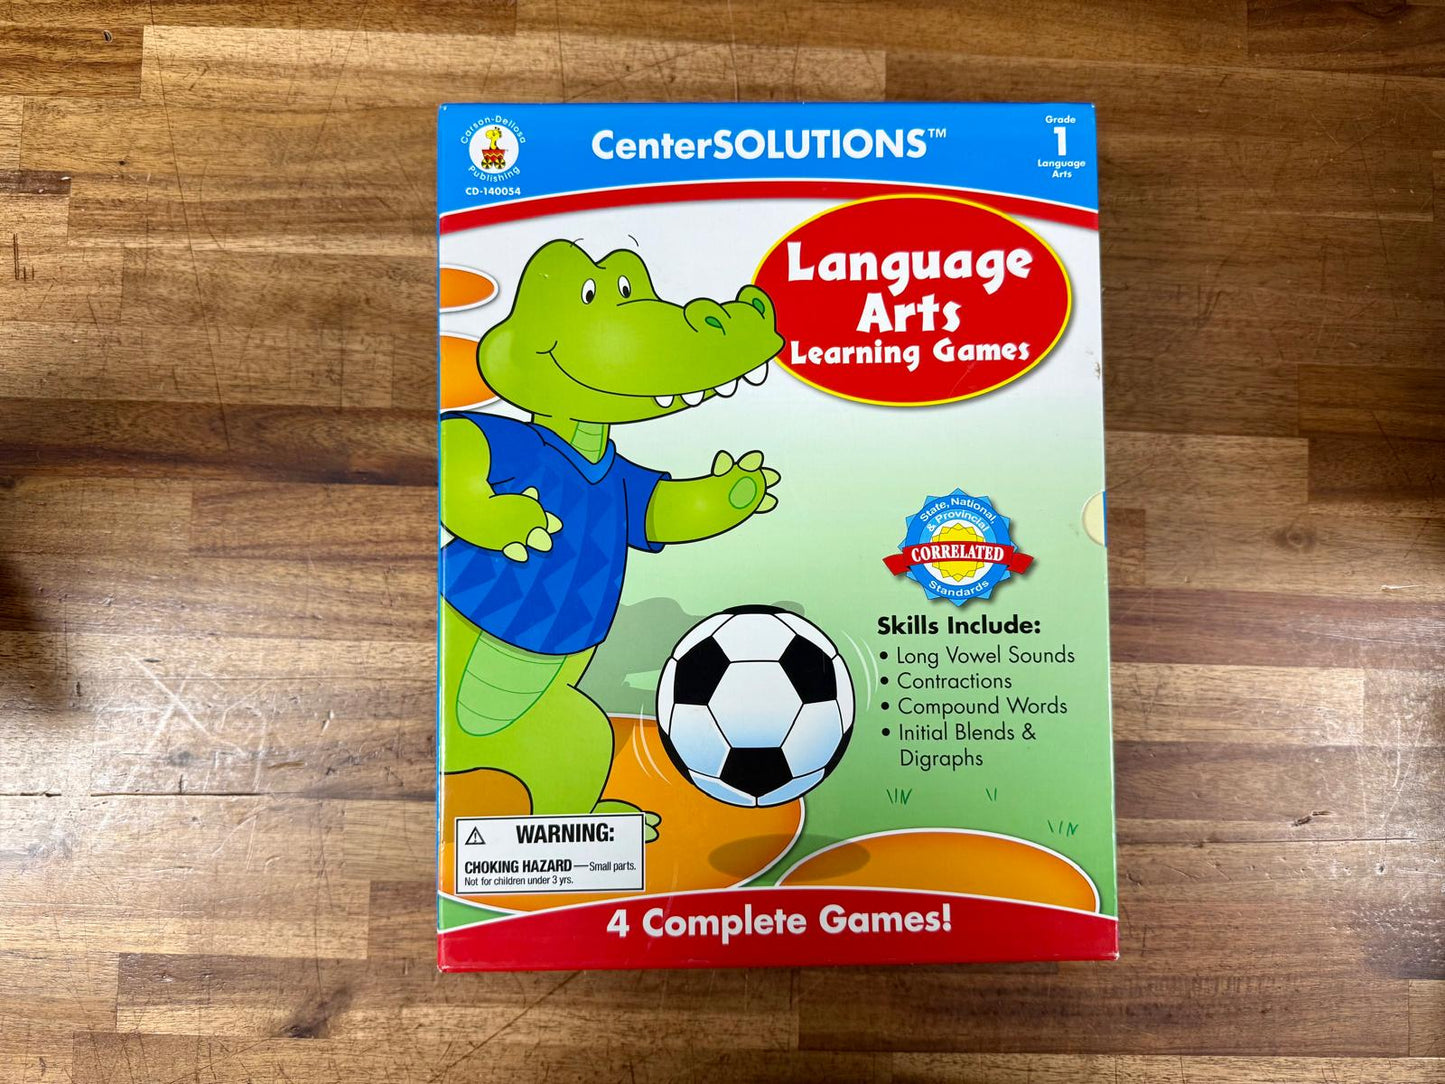 Carson-Dellosa
Publishing
CD-140054
CenterSOLUTIONS™
Grade
1
Language
Arts
Language
Arts
Learning Games
State, National,
& Provincial
CORRELATED
Standards
Skills Include:
• Long Vowel Sounds
• Contractions
• Compound Words
• Initial Blends &
Digraphs
WARNING:
CHOKING HAZARD — Small parts.
Not for children under 3 yrs.
4 Complete Games!